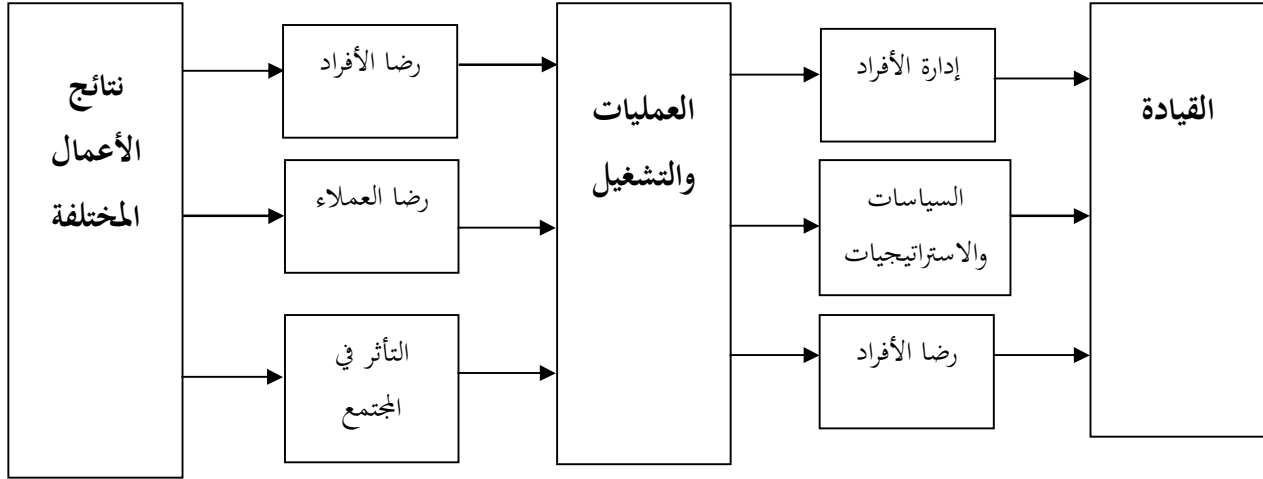 القيادة
إدارة الأفراد
السياسات
والاستراتيجيات
رضا الأفراد
العمليات
والتشغيل
رضا الأفراد
رضا العملاء
التأثر في
المجتمع
نتائج
الأعمال
المختلفة